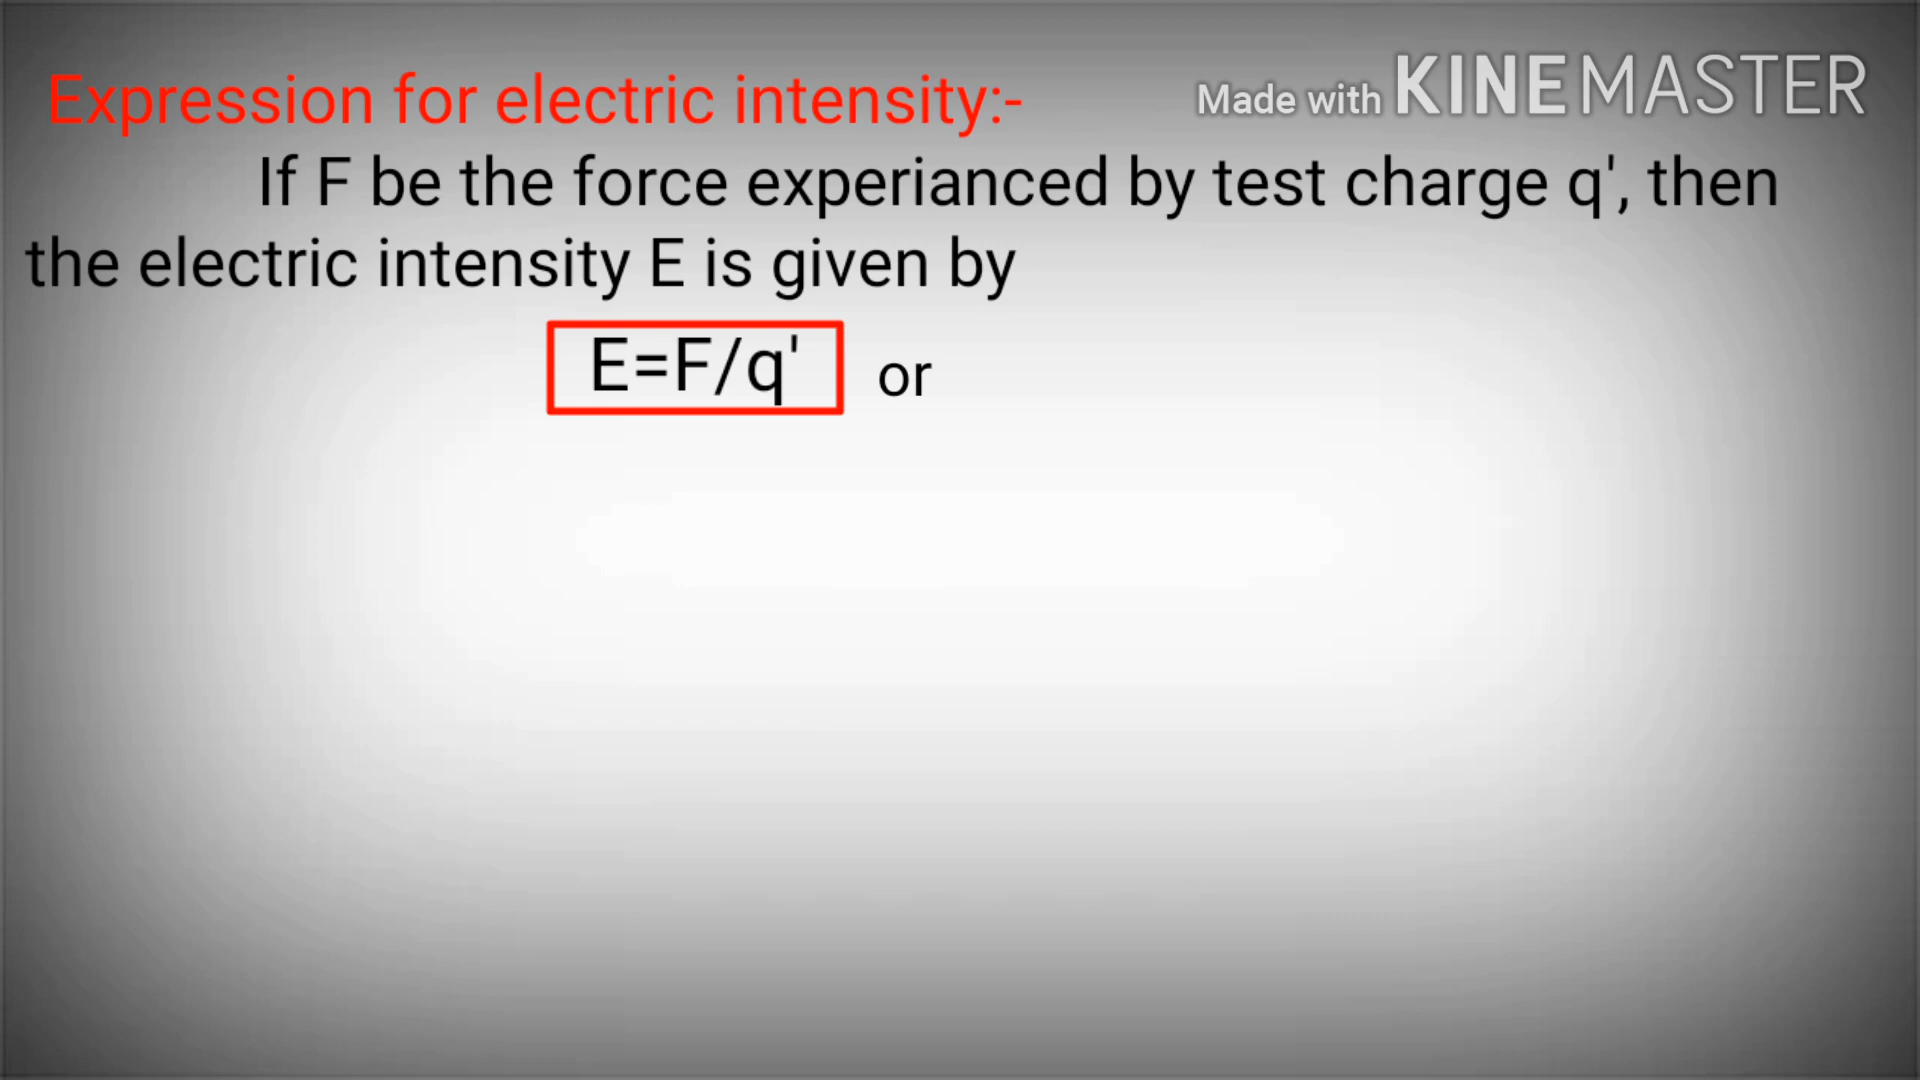 Expression for electric intensity:-
Made with KINEMASTER
If F be the force experianced by test charge q', then
the electric intensity E is given by
E=F/q' or